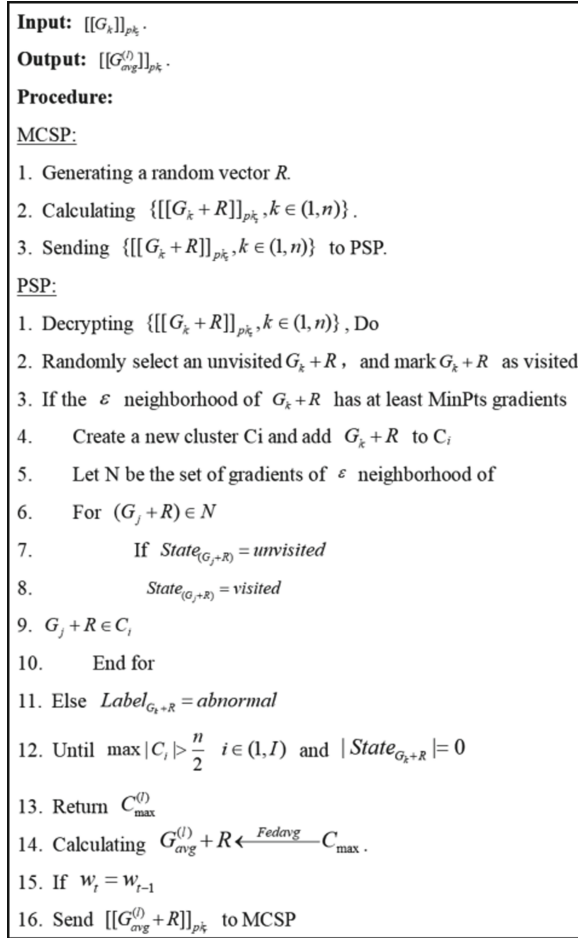 Input: [[G_k]]_{pk_ξ}.
Output: [[G_{avg}^{(l)}]]_{pk_ξ}.
Procedure:
MCSP:
1. Generating a random vector R.
2. Calculating {[[G_k + R]]_{pk_ξ}, k ∈ (1, n)}.
3. Sending {[[G_k + R]]_{pk_ξ}, k ∈ (1, n)} to PSP.
PSP:
1. Decrypting {[[G_k + R]]_{pk_ξ}, k ∈ (1, n)}, Do
2. Randomly select an unvisited G_k + R, and mark G_k + R as visited
3. If the ε neighborhood of G_k + R has at least MinPts gradients
4. Create a new cluster Ci and add G_k + R to C_i
5. Let N be the set of gradients of ε neighborhood of
6. For (G_j + R) ∈ N
7. If State_{(G_j+R)} = unvisited
8. State_{(G_j+R)} = visited
9. G_j + R ∈ C_i
10. End for
11. Else Label_{G_k+R} = abnormal
12. Until max|C_i| > n/2 i ∈ (1, I) and |State_{G_k+R}| = 0
13. Return C_{max}^{(l)}
14. Calculating G_{avg}^{(l)} + R ←Fedavg— C_{max}.
15. If w_t = w_{t-1}
16. Send [[G_{avg}^{(l)} + R]]_{pk_ξ} to MCSP